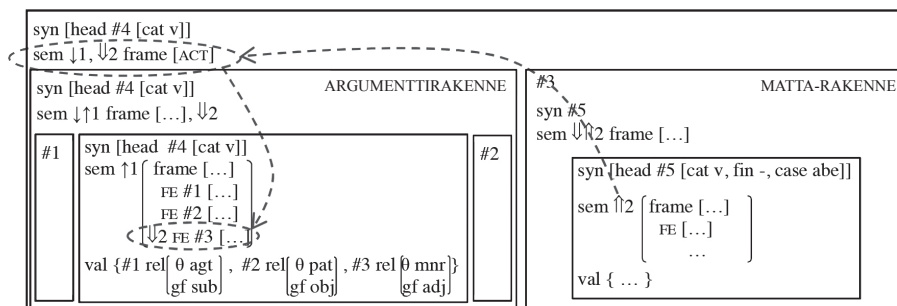 syn [head #4 [cat v]]
sem ↓1, ⇓2 frame [ACT]
syn [head #4 [cat v]]
ARGUMENTTIRAKENNE
sem ↓↑1 frame […], ⇓2
#1
syn [head #4 [cat v]]
sem ↑1 frame […]
FE #1 […]
FE #2 […]
⇓2 FE #3 […]
val {#1 rel[θ agt , #2 rel[θ pat , #3 rel[θ mnr]}
gf sub] gf obj] gf adj]
#2
#3
MATTA-RAKENNE
syn #5
sem ⇓⇑2 frame […]
syn [head #5 [cat v, fin -, case abe]]
sem ⇑2 frame […]
FE […]
…
val { … }